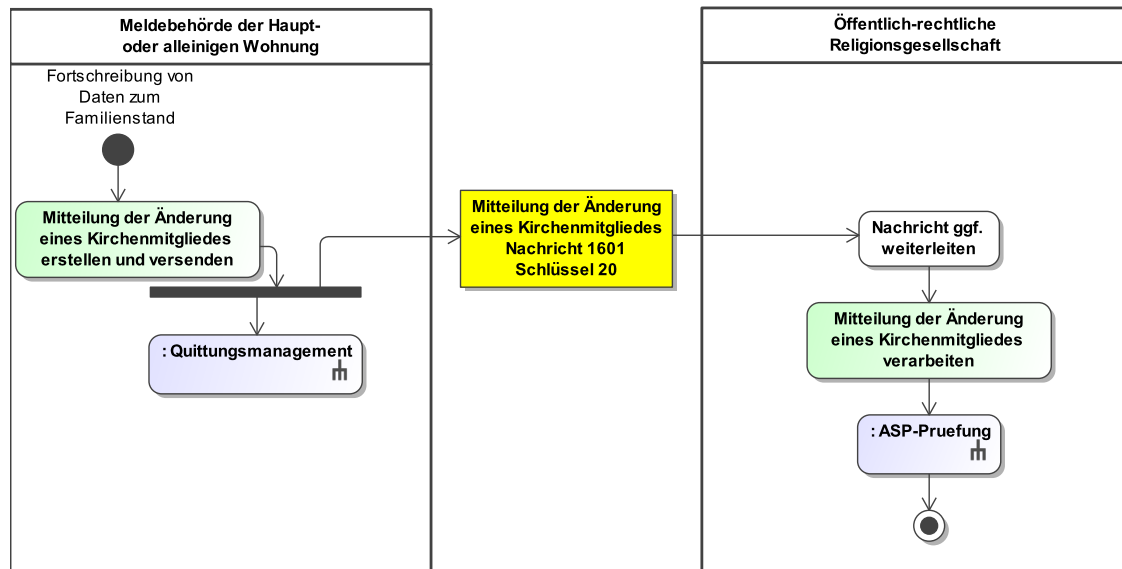 Meldebehörde der Haupt-
oder alleinigen Wohnung
Fortschreibung von
Daten zum
Familienstand
Mitteilung der Änderung
eines Kirchenmitgliedes
erstellen und versenden
: Quittungsmanagement
Mitteilung der Änderung
eines Kirchenmitgliedes
Nachricht 1601
Schlüssel 20
Öffentlich-rechtliche
Religionsgesellschaft
Nachricht ggf.
weiterleiten
Mitteilung der Änderung
eines Kirchenmitgliedes
verarbeiten
: ASP-Pruefung